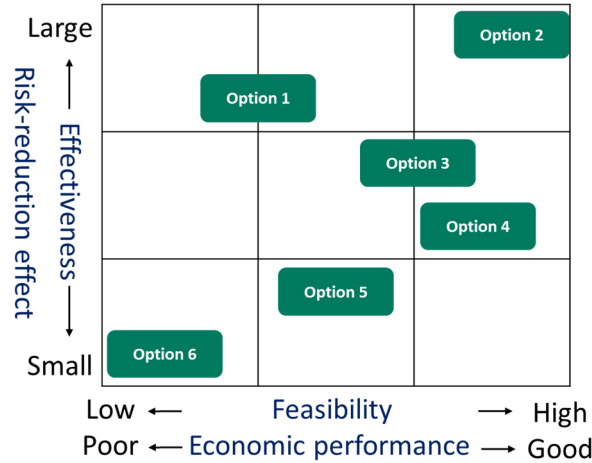 Large
Option 2
Option 1
Option 3
Option 4
Option 5
Option 6
Small
Risk-reduction effect
Effectiveness
Low
Feasibility
High
Poor
Economic performance
Good